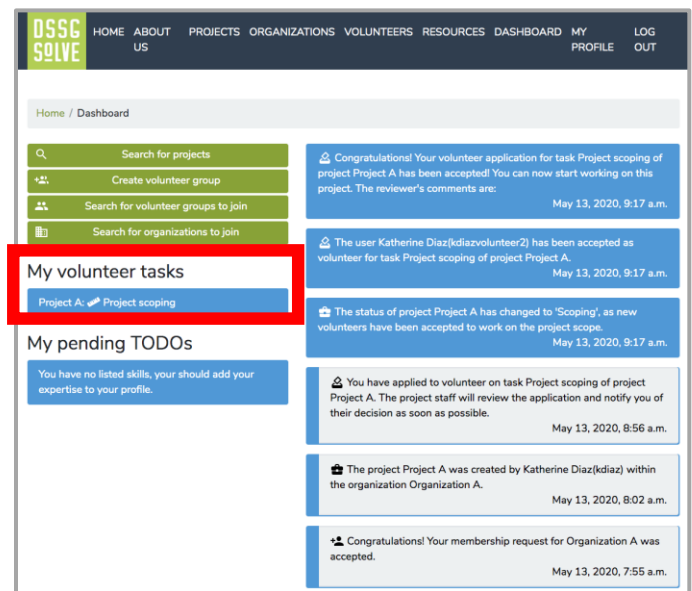 DSSG
SOLVE
HOME ABOUT US PROJECTS ORGANIZATIONS VOLUNTEERS RESOURCES DASHBOARD MY PROFILE LOG OUT
Home / Dashboard
Search for projects
Create volunteer group
Search for volunteer groups to join
Search for organizations to join
My volunteer tasks
Project A: Project scoping
My pending TODOs
You have no listed skills, your should add your
expertise to your profile.
Congratulations! Your volunteer application for task Project scoping of
project Project A has been accepted! You can now start working on this
project. The reviewer's comments are:
May 13, 2020, 9:17 a.m.
The user Katherine Diaz(kdiazvolunteer2) has been accepted as
volunteer for task Project scoping of project Project A.
May 13, 2020, 9:17 a.m.
The status of project Project A has changed to 'Scoping', as new
volunteers have been accepted to work on the project scope.
May 13, 2020, 9:17 a.m.
You have applied to volunteer on task Project scoping of project
Project A. The project staff will review the application and notify you of
their decision as soon as possible.
May 13, 2020, 8:56 a.m.
The project Project A was created by Katherine Diaz(kdiaz) within
the organization Organization A.
May 13, 2020, 8:02 a.m.
Congratulations! Your membership request for Organization A was
accepted.
May 13, 2020, 7:55 a.m.